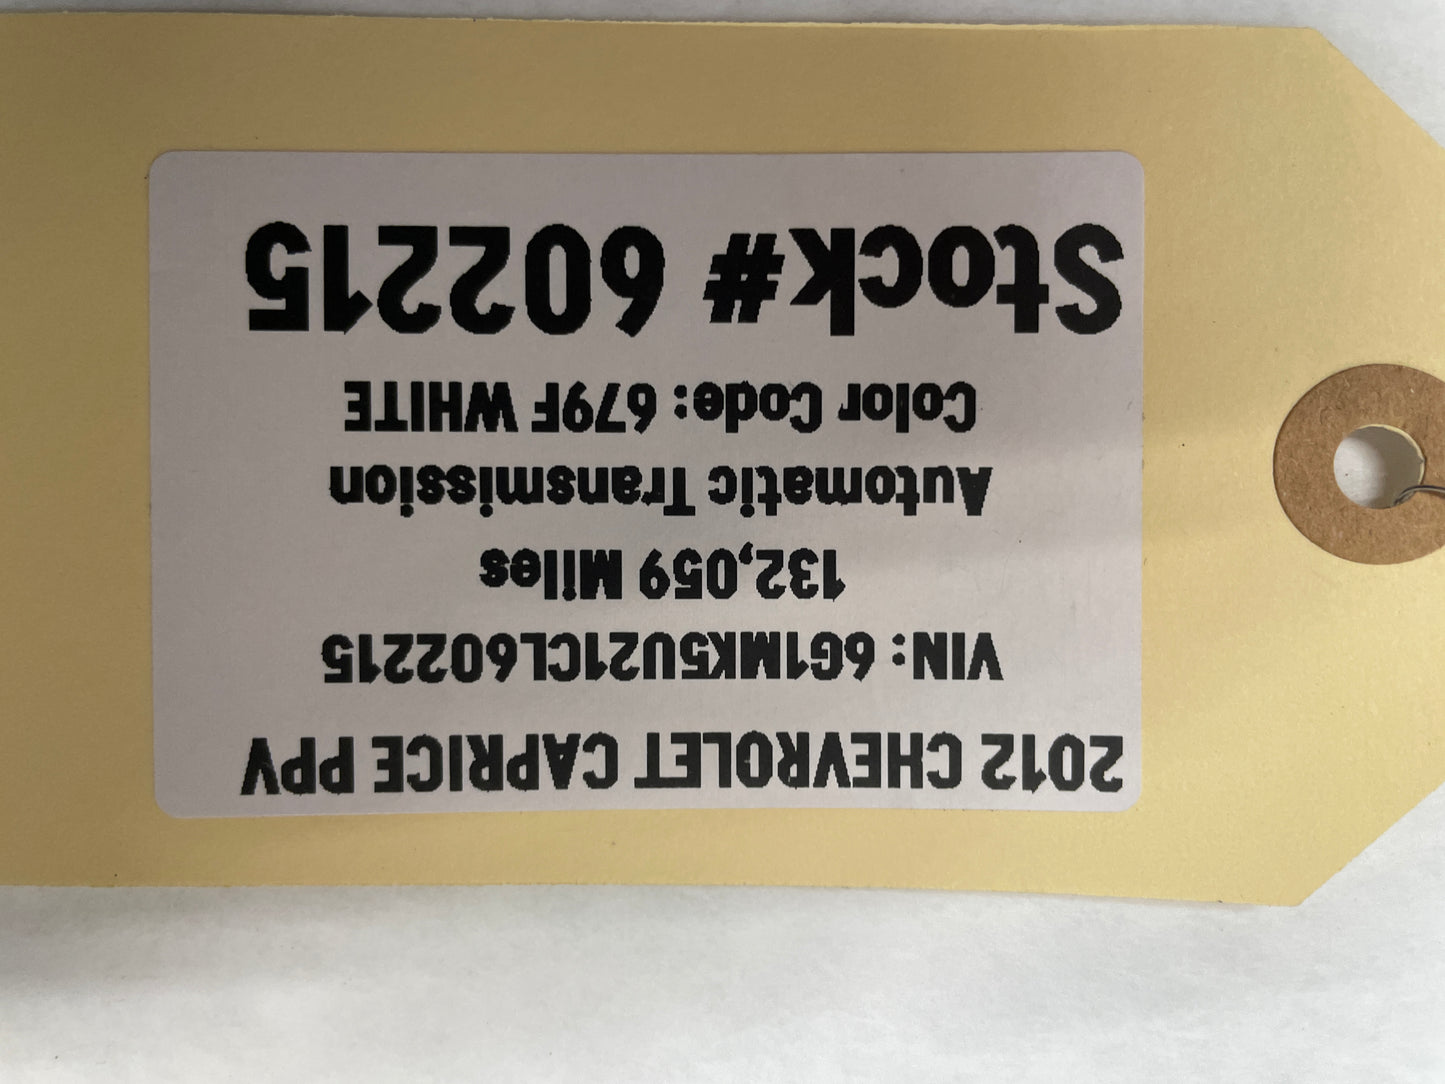 2012 CHEVROLET CAPRICE PPV
VIN: 6G1MK5U21CL602215
132,059 Miles
Automatic Transmission
Color Code: 679F WHITE
Stock# 602215